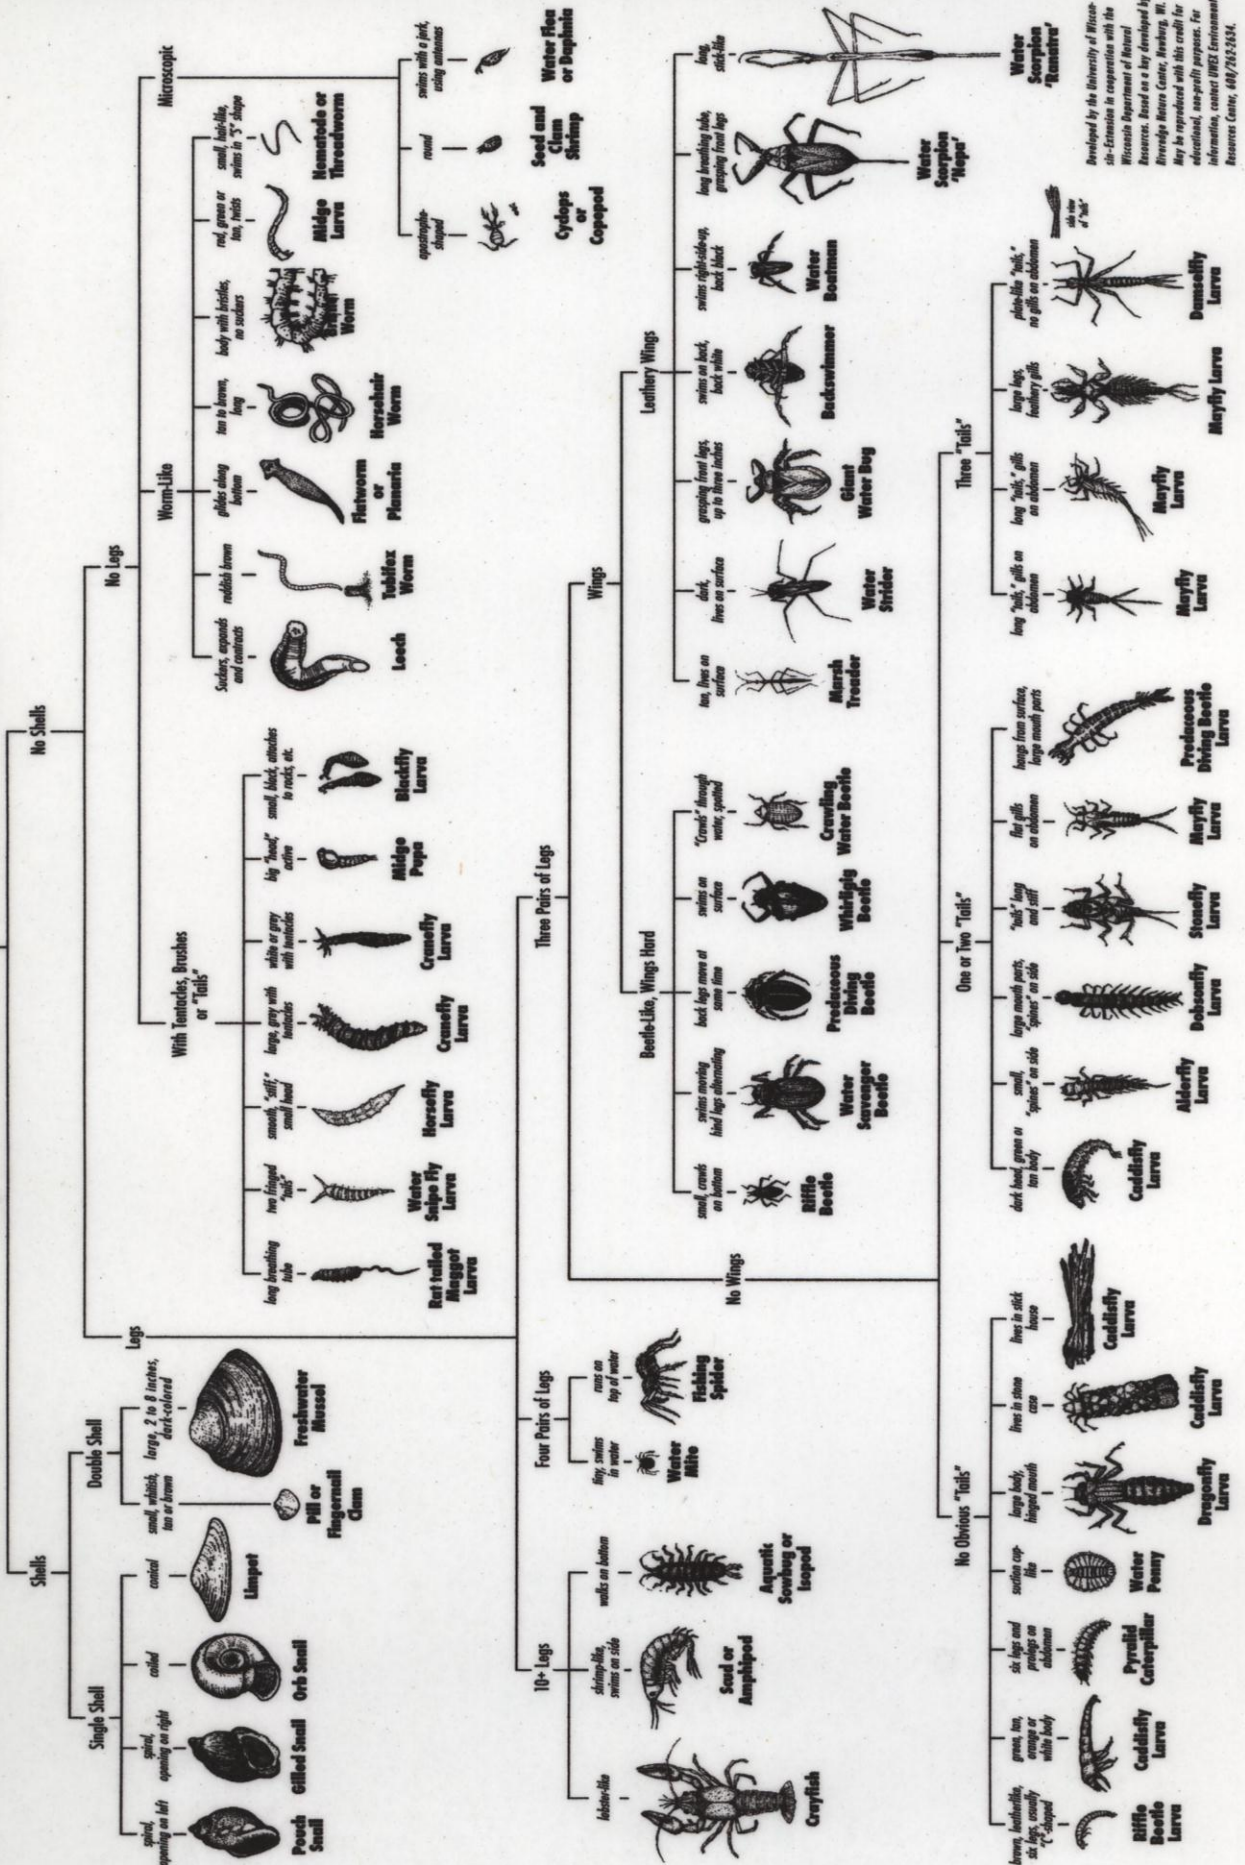 Shells
No Shells
Single Shell
Double Shell
spiral,
opening on left
Pouch
Snail
spiral,
opening on right
Gilled Snail
coiled
Orb Snail
conical
Limpet
small, whitish,
tan or brown
Pill or
Fingernail
Clam
large, 2 to 8 inches,
dark-colored
Freshwater
Mussel
Legs
No Legs
With Tentacles, Brushes
or "Tails"
long breathing
tube
Rat tailed
Maggot
Larva
two fringed
"tails"
Water
Snipe Fly
Larva
smooth, "stiff,"
small head
Horsefly
Larva
large, grey with
tentacles
Cranefly
Larva
white or grey
with tentacles
Cranefly
Larva
big "head,"
active
Midge
Pupa
small, black, attaches
to rocks, etc.
Blackfly
Larva
Worm-Like
Suckers, expands
and contracts
Leech
reddish brown
Tubifex
Worm
glides along
bottom
Flatworm
or
Planaria
tan to brown,
long
Horsehair
Worm
body with bristles,
no suckers
Worm
red, green or
tan, twists
Midge
Larva
small, hair-like,
swims in "S" shape
Nematode or
Threadworm
Microscopic
apostrophe-
shaped
Cyclops
or
Copopod
round
Seed and
Clam
Shrimp
swims with a jerk,
using antennae
Water Flea
or Daphnia
10+ Legs
lobster-like
Crayfish
shrimp-like,
swims on side
Scud or
Amphipod
walks on bottom
Aquatic
Sowbug or
Isopod
Four Pairs of Legs
tiny, swims
in water
Water
Mite
runs on
top of water
Fishing
Spider
Three Pairs of Legs
No Wings
Wings
Beetle-Like, Wings Hard
small, crawls
on bottom
Riffle
Beetle
swims moving
hind legs alternating
Water
Scavenger
Beetle
back legs move at
same time
Predaceous
Diving
Beetle
swims on
surface
Whirligig
Beetle
"Crawls" through
water, spotted
Crawling
Water Beetle
Leathery Wings
tan, lives on
surface
Marsh
Treader
dark,
lives on surface
Water
Strider
grasping front legs,
up to three inches
Giant
Water Bug
swims on back,
back white
Backswimmer
swims right-side-up,
back black
Water
Boatman
long breathing tube,
grasping front legs
Water
Scorpion
'Nepa'
long,
stick-like
Water
Scorpion
'Ranatra'
No Obvious "Tails"
brown, leatherlike,
six legs, usually
"C"-shaped
Riffle
Beetle
Larva
green, tan,
orange or
white body
Caddisfly
Larva
six legs and
prolegs on
abdomen
Pyralid
Caterpillar
suction cup-
like
Water
Penny
large body,
hinged mouth
Dragonfly
Larva
lives in stone
case
Caddisfly
Larva
lives in stick
house
Caddisfly
Larva
One or Two "Tails"
dark head, green or
tan body
Caddisfly
Larva
small,
"spines" on side
Alderfly
Larva
large mouth parts,
"spines" on side
Dobsonfly
Larva
"tails" long
and stiff
Stonefly
Larva
flat gills
on abdomen
Mayfly
Larva
hangs from surface,
large mouth parts
Predaceous
Diving Beetle
Larva
Three "Tails"
long "tails," gills on
abdomen
Mayfly
Larva
long "tails," gills
on abdomen
Mayfly
Larva
large legs,
feathery gills
Mayfly Larva
plate-like "tails,"
no gills on abdomen
Damselfly
Larva
side view
of "tails"
Developed by the University of Wiscon-
sin-Extension in cooperation with the
Wisconsin Department of Natural
Resources. Based on a key developed by
Riveredge Nature Center, Newburg, WI.
May be reproduced with this credit for
educational, non-profit purposes. For
information, contact UWEX Environmental
Resources Center, 608/262-2634.